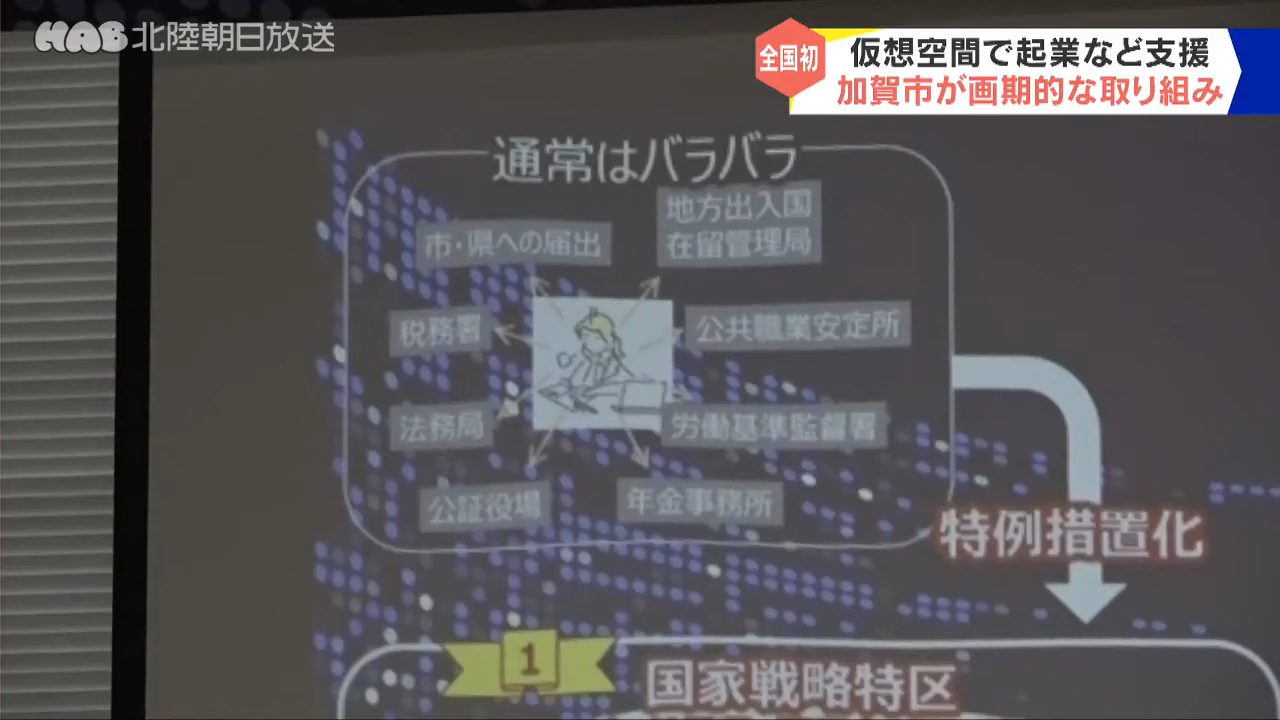 HAB北陸朝日放送
全国初
仮想空間で起業など支援
加賀市が画期的な取り組み
通常はバラバラ
市・県への届出
地方出入国
在留管理局
税務署
公共職業安定所
法務局
労働基準監督署
公証役場
年金事務所
特例措置化
1
国家戦略特区